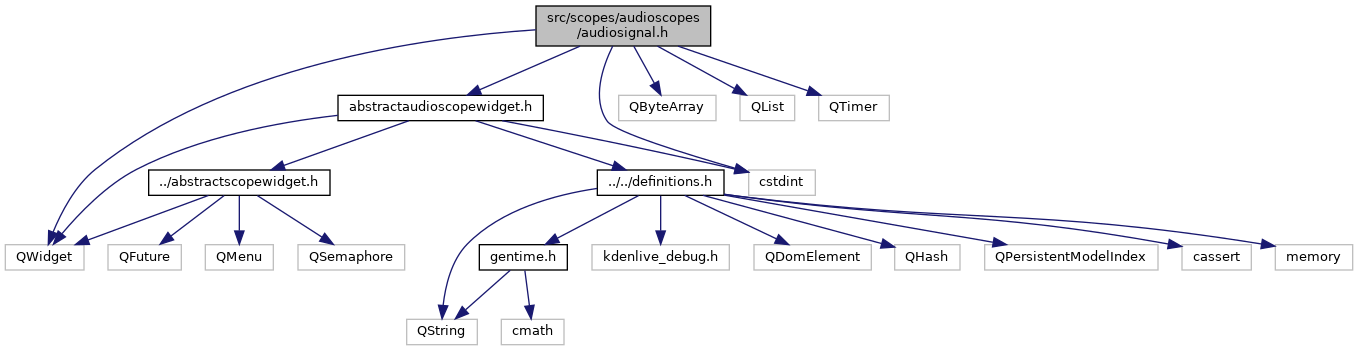 src/scopes/audioscopes
/audiosignal.h
abstractaudioscopewidget.h
QByteArray
QList
QTimer
../abstractscopewidget.h
../../definitions.h
cstdint
QWidget
QFuture
QMenu
QSemaphore
gentime.h
kdenlive_debug.h
QDomElement
QHash
QPersistentModelIndex
cassert
memory
QString
cmath